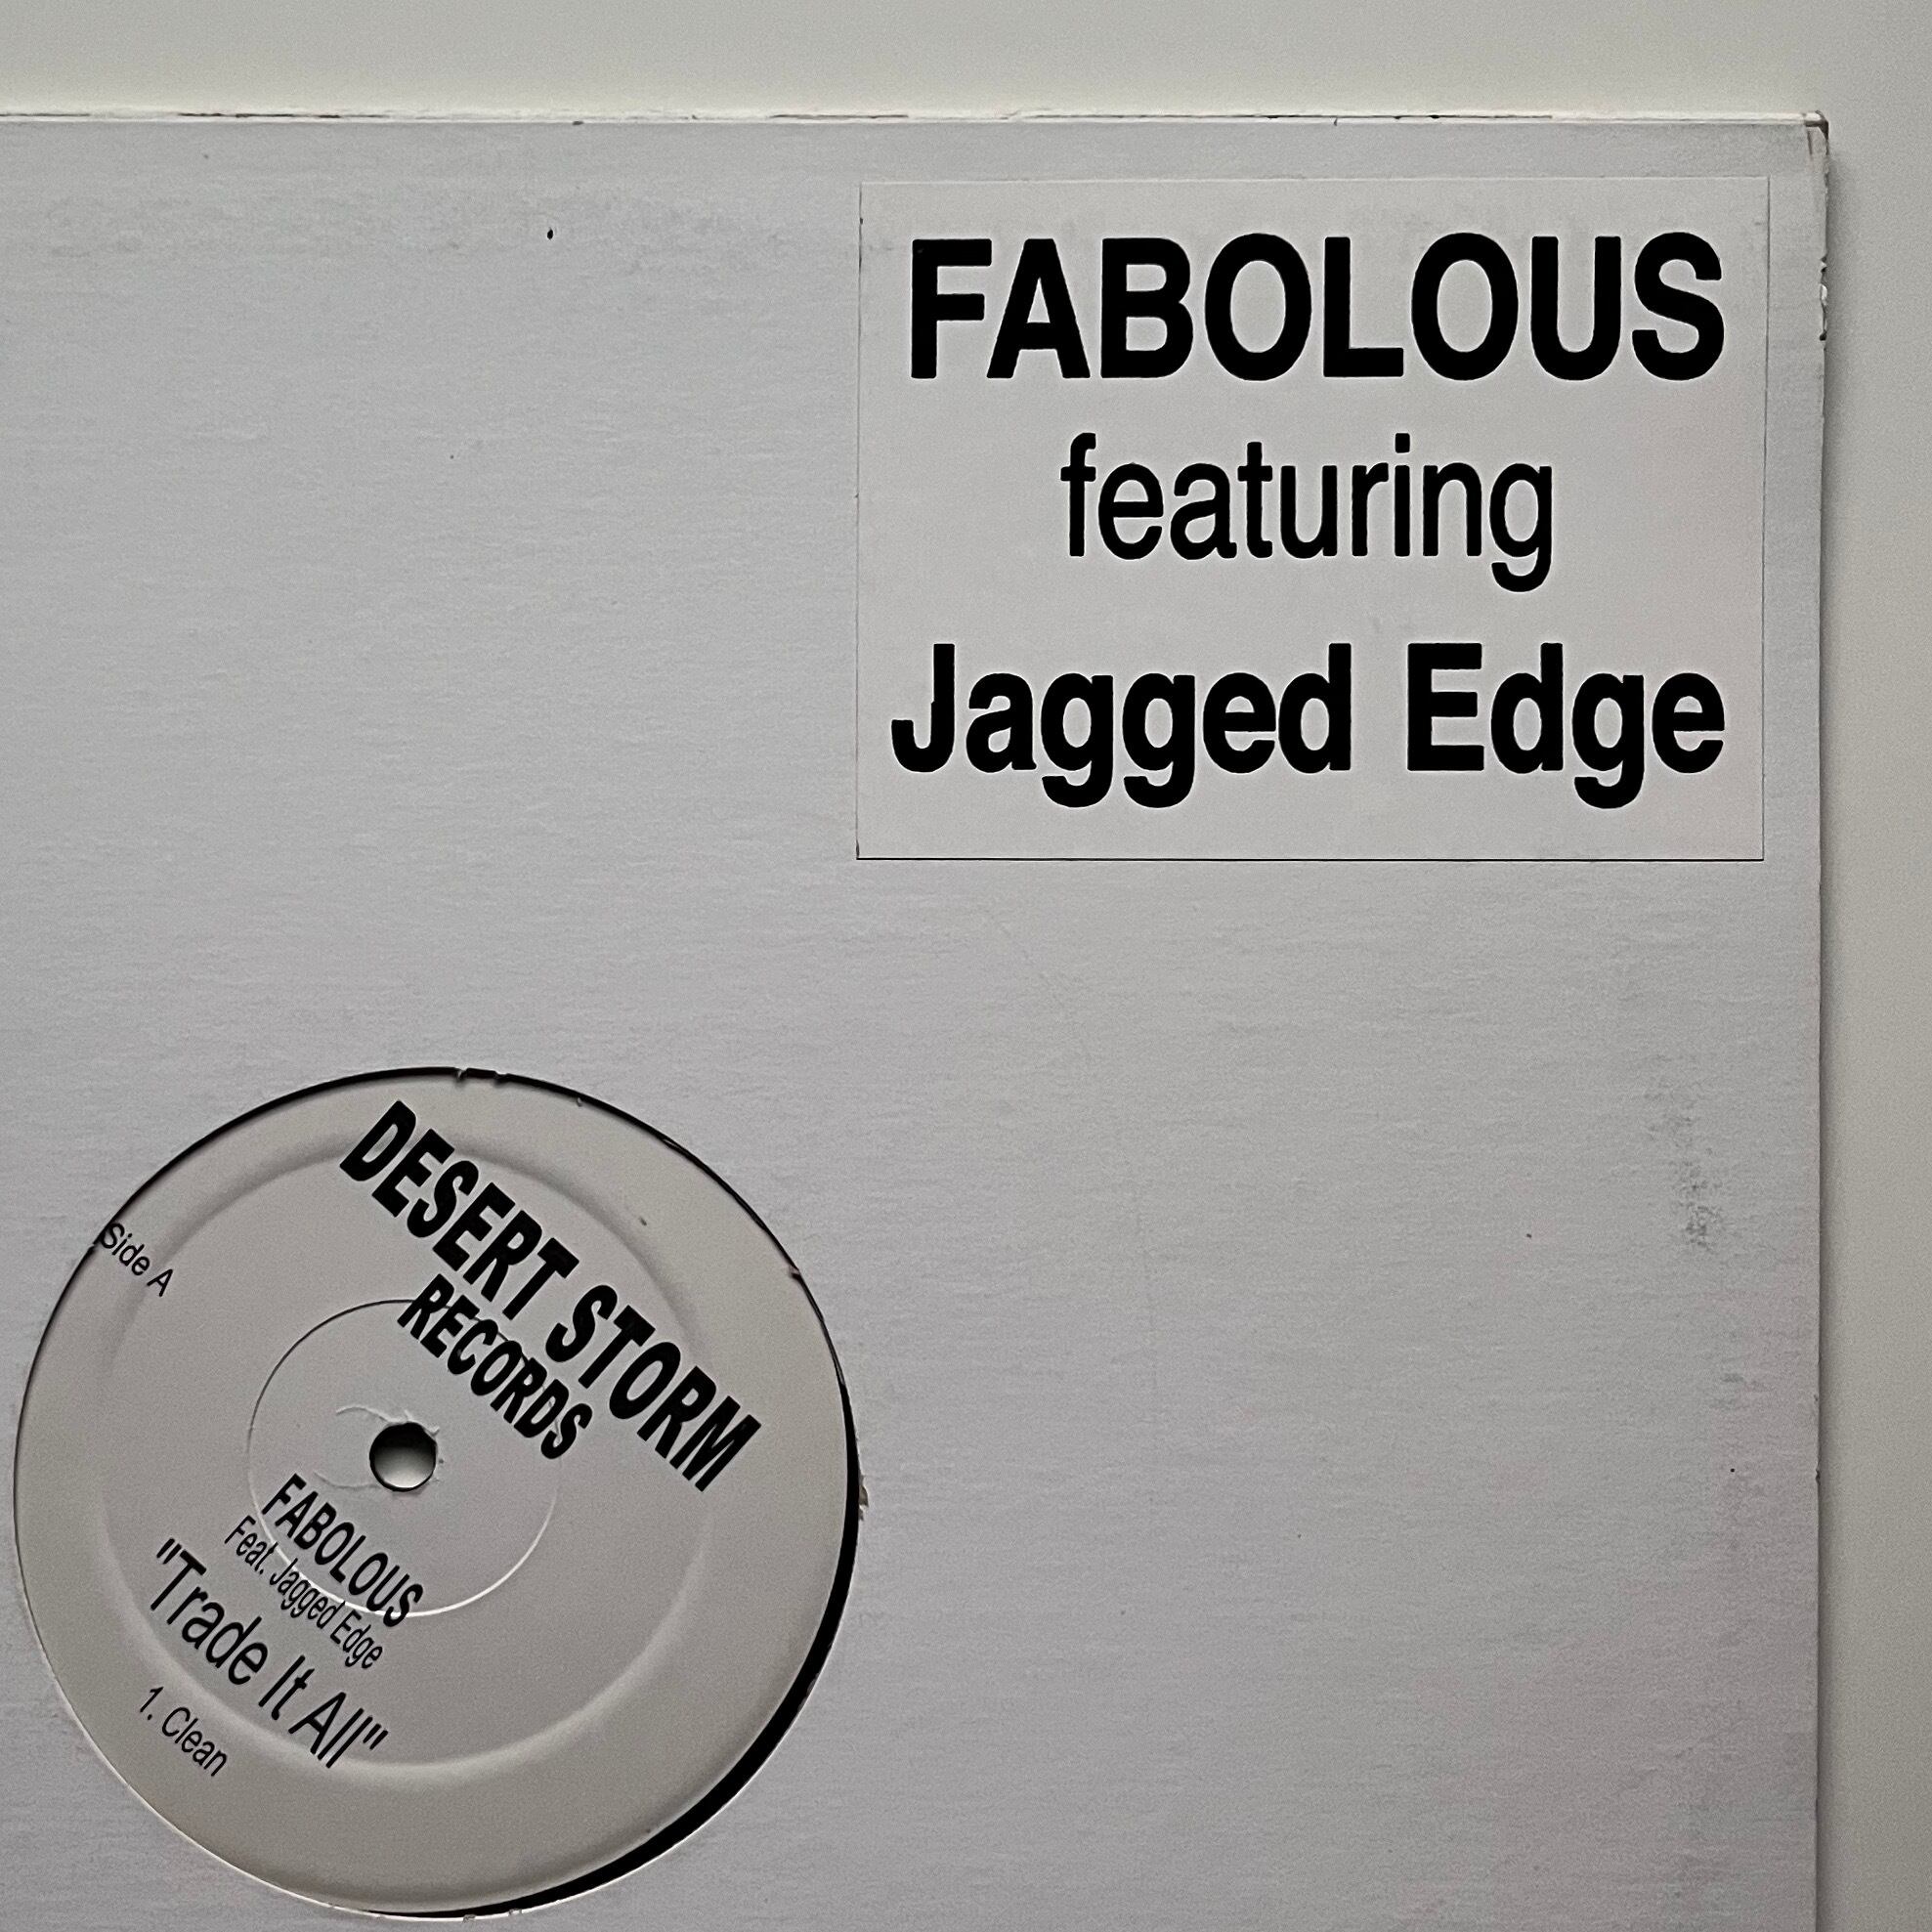 FABOLOUS
featuring
Jagged Edge
DESERT STORM
RECORDS
Side A
FABOLOUS
Feat. Jagged Edge
"Trade It All"
1. Clean